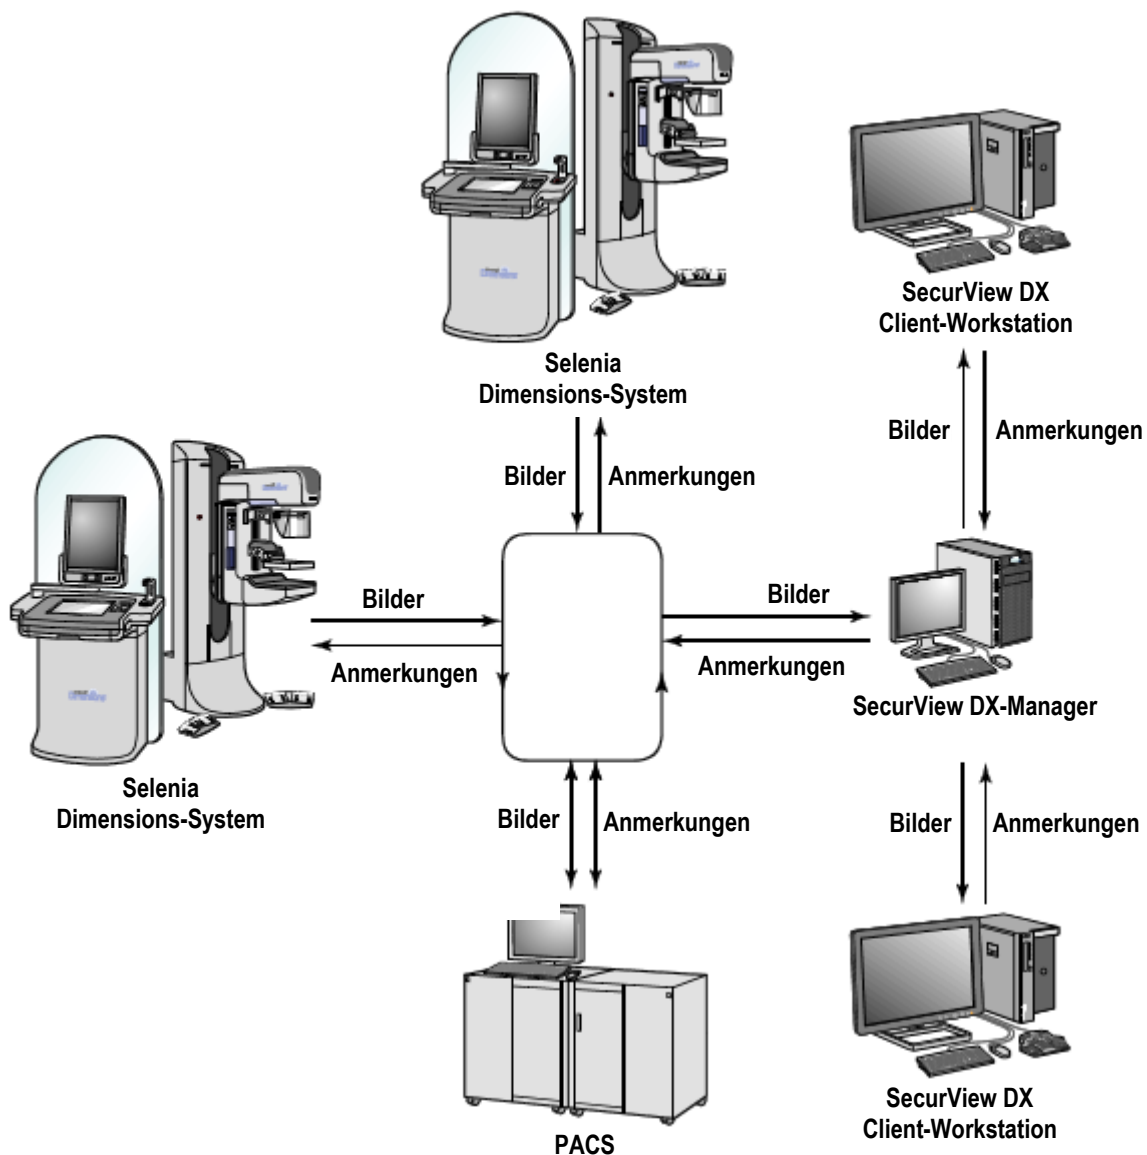 SecurView DX
Client-Workstation
Selenia
Dimensions-System
Bilder
Anmerkungen
Bilder
Anmerkungen
Bilder
Anmerkungen
Bilder
Anmerkungen
SecurView DX-Manager
Selenia
Dimensions-System
Bilder
Anmerkungen
Bilder
Anmerkungen
PACS
SecurView DX
Client-Workstation